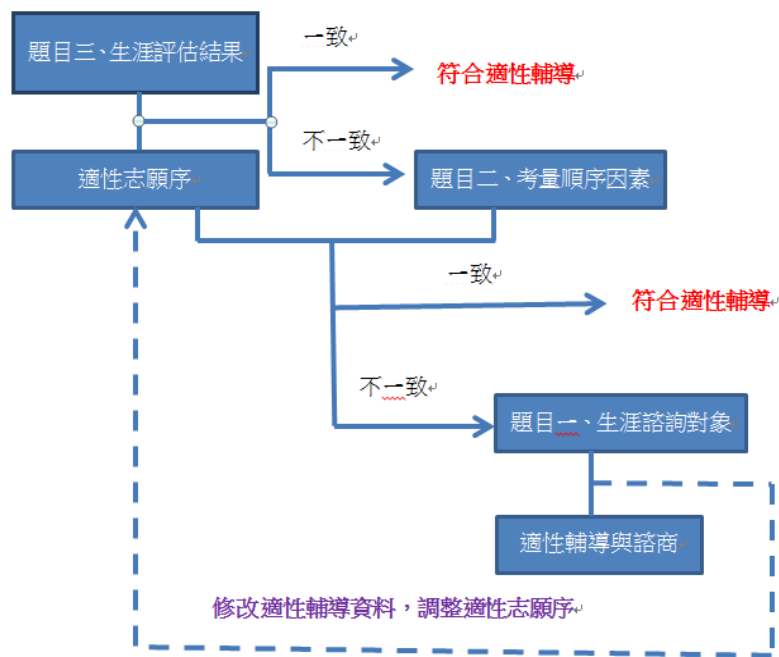 題目三、生涯評估結果
一致
符合適性輔導
不一致
適性志願序
題目二、考量順序因素
一致
符合適性輔導
不一致
題目一、生涯諮詢對象
適性輔導與諮商
修改適性輔導資料，調整適性志願序